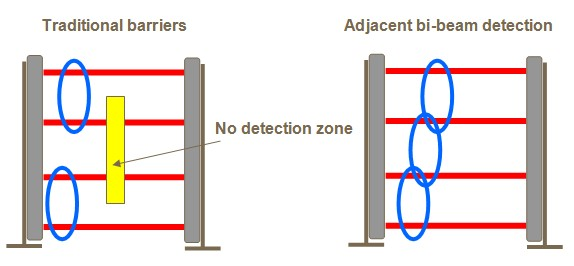 Traditional barriers
Adjacent bi-beam detection
No detection zone